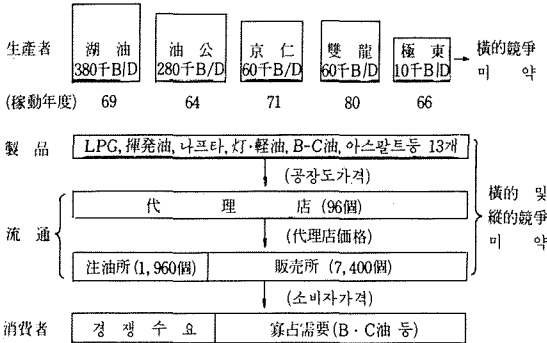 生產者 湖油 油公 京仁 雙龍 極東 橫的競爭
380千B/D 280千B/D 60千B/D 60千B/D 10千B/D 미약
(稼動年度) 69 64 71 80 66
製品 LPG, 揮発油, 나프타, 灯·軽油, B-C油, 아스팔트등 13개
(공장도가격)
代理店 (96個)
橫的 및
流通 (代理店価格) 縱的競爭
미약
注油所(1,960個) 販売所 (7,400個)
(소비자가격)
消費者 경쟁수요 寡占需要(B·C油 등)